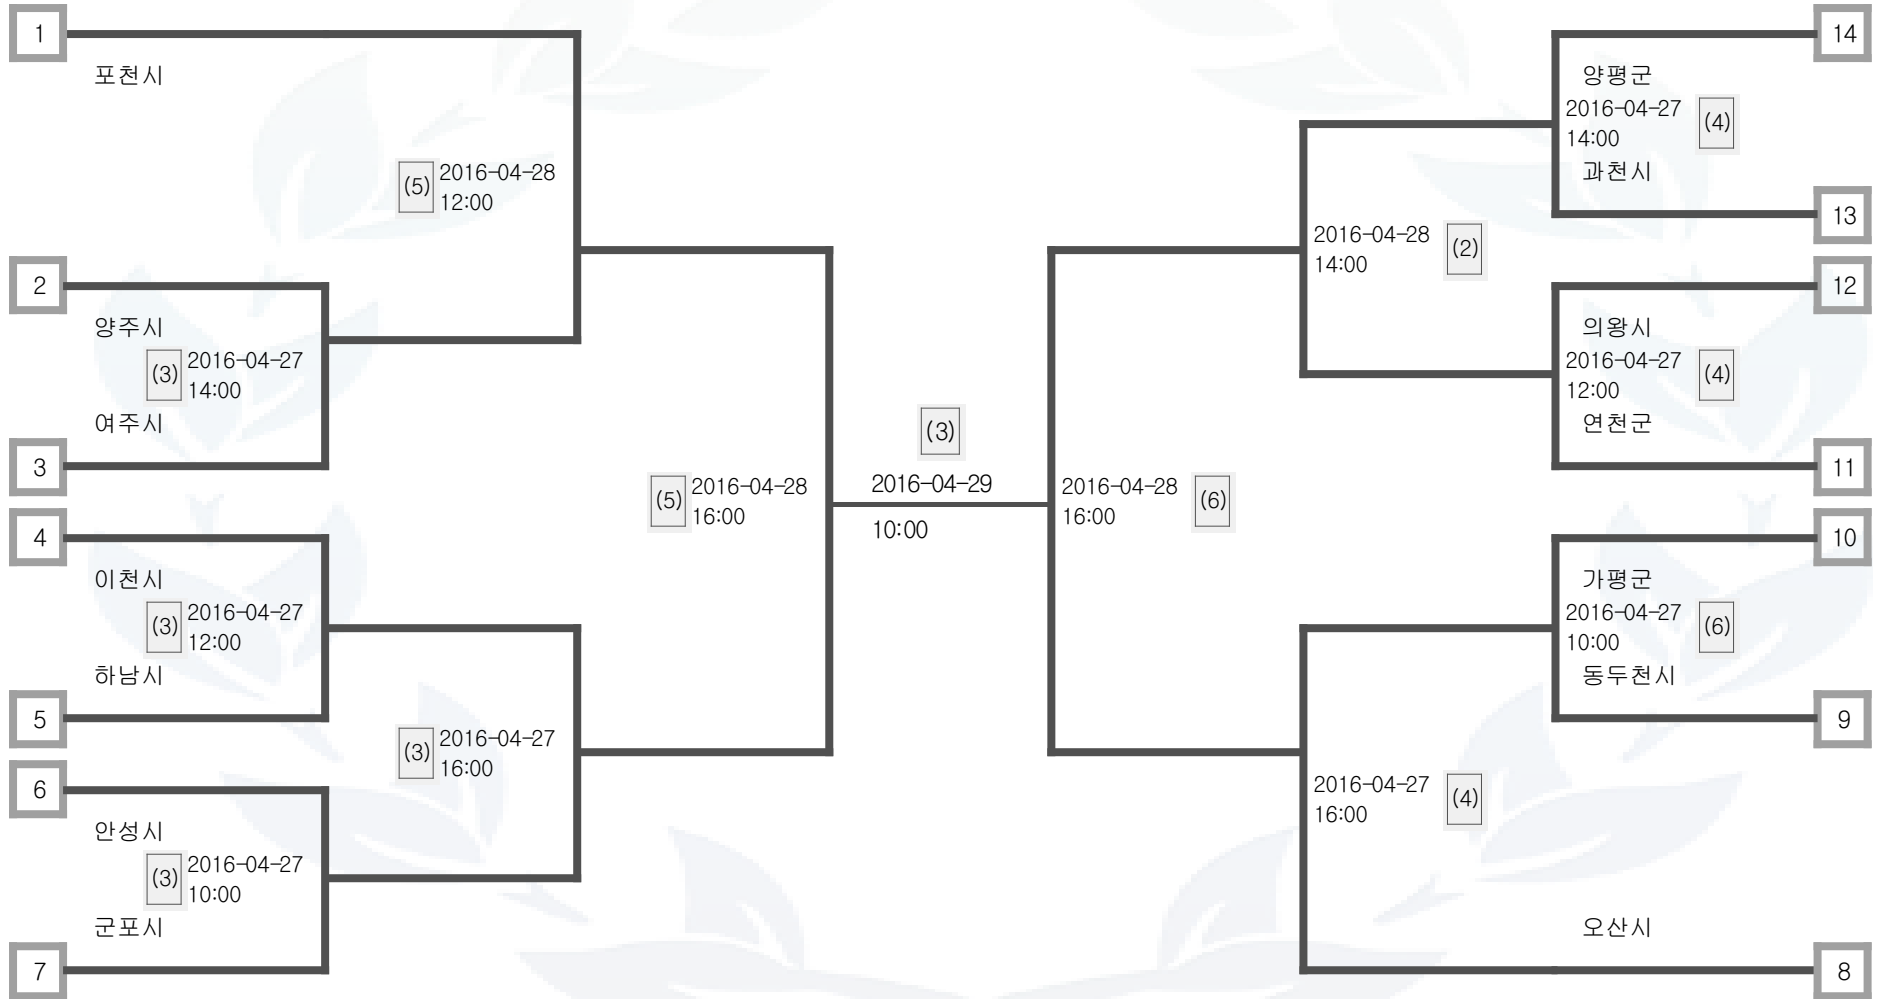 1
포천시
(5) 2016-04-28
12:00
2
양주시
(3) 2016-04-27
14:00
여주시
3
4
이천시
(3) 2016-04-27
12:00
하남시
5
(3) 2016-04-27
16:00
6
안성시
(3) 2016-04-27
10:00
군포시
7
(5) 2016-04-28
16:00
(3)
2016-04-29
10:00
2016-04-28 (6)
16:00
14
양평군
2016-04-27 (4)
14:00
과천시
13
2016-04-28 (2)
14:00
12
의왕시
2016-04-27 (4)
12:00
연천군
11
10
가평군
2016-04-27 (6)
10:00
동두천시
9
2016-04-27 (4)
16:00
오산시
8